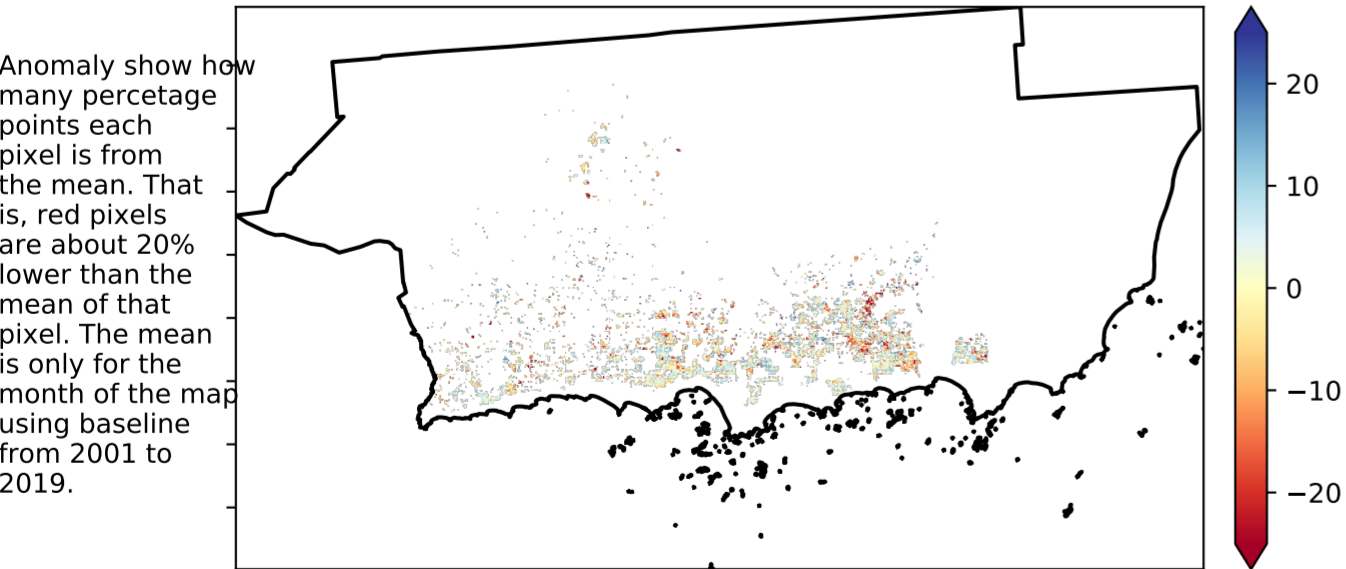 Anomaly show how
many percetage
points each
pixel is from
the mean. That
is, red pixels
are about 20%
lower than the
mean of that
pixel. The mean
is only for the
month of the map
using baseline
from 2001 to
2019.
20
10
0
−10
−20